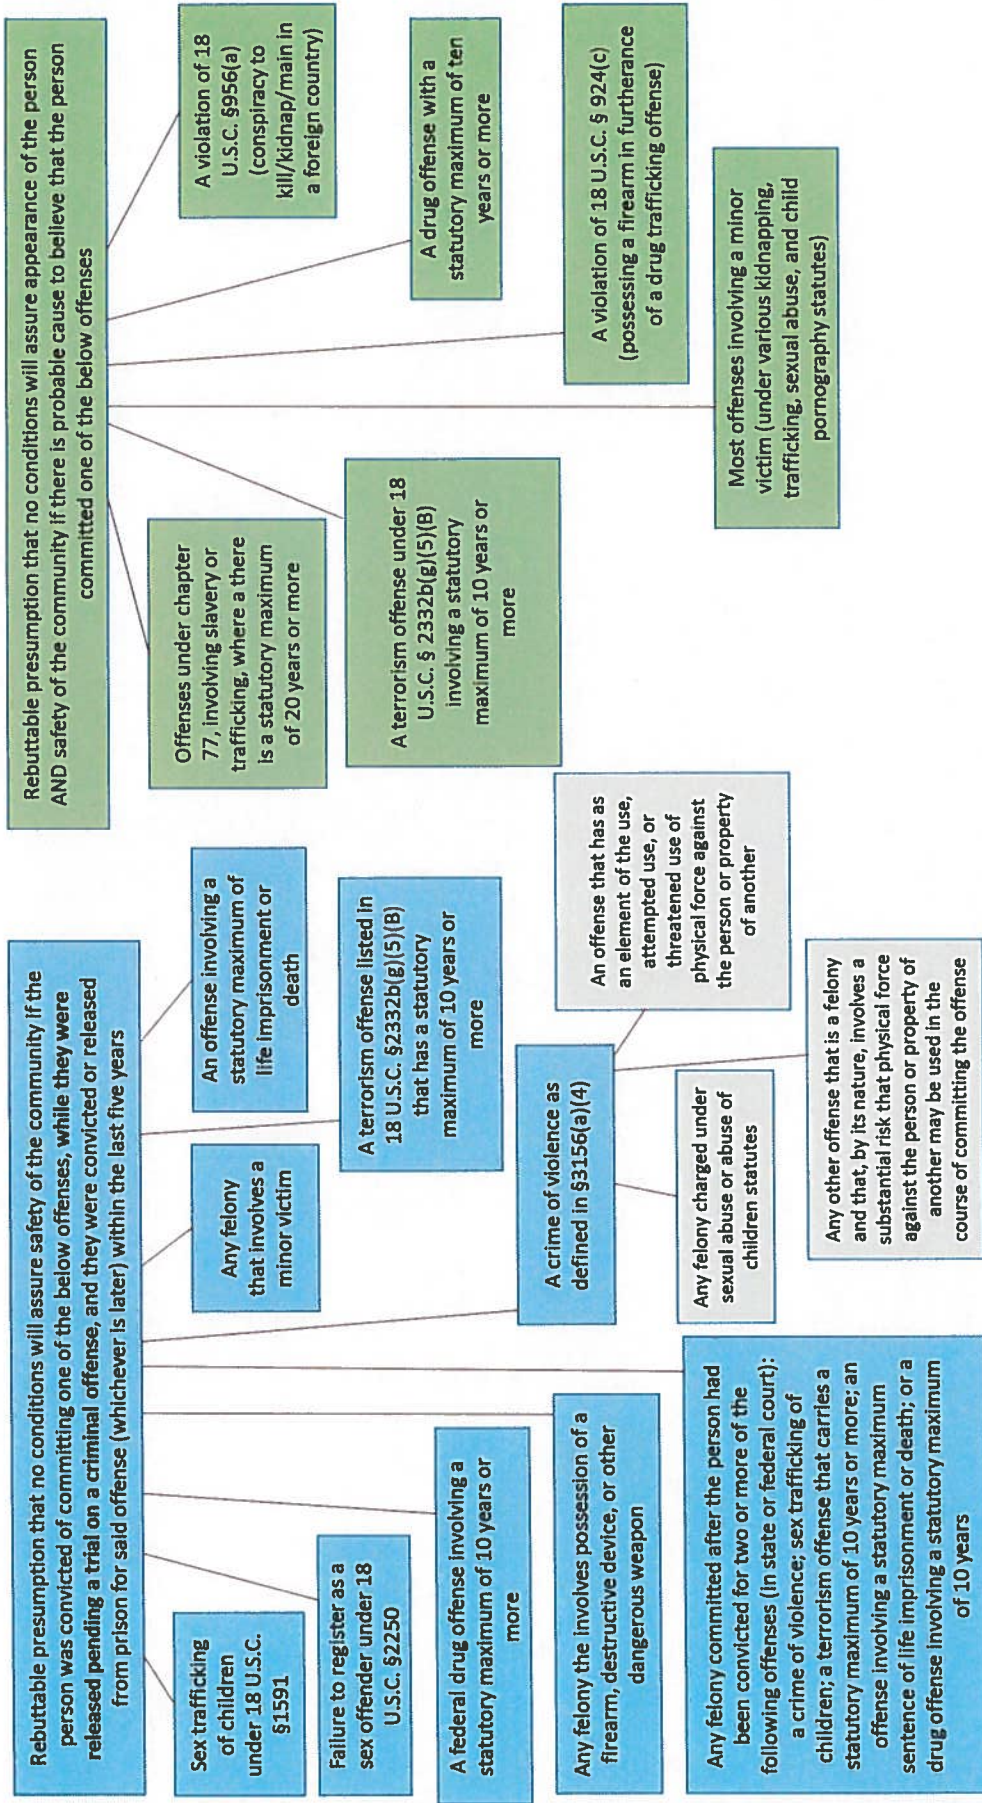 Rebuttable presumption that no conditions will assure safety of the community if the
person was convicted of committing one of the below offenses, while they were
released pending a trial on a criminal offense, and they were convicted or released
from prison for said offense (whichever is later) within the last five years
Sex trafficking
of children
under 18 U.S.C.
§1591
Failure to register as a
sex offender under 18
U.S.C. §2250
A federal drug offense involving a
statutory maximum of 10 years or
more
Any felony the involves possession of a
firearm, destructive device, or other
dangerous weapon
Any felony committed after the person had
been convicted for two or more of the
following offenses (In state or federal court):
a crime of violence; sex trafficking of
children; a terrorism offense that carries a
statutory maximum of 10 years or more; an
offense involving a statutory maximum
sentence of life imprisonment or death; or a
drug offense involving a statutory maximum
of 10 years
A crime of violence as
defined in §3156(a)(4)
Any felony charged under
sexual abuse or abuse of
children statutes
Any other offense that is a felony
and that, by its nature, involves a
substantial risk that physical force
against the person or property of
another may be used in the
course of committing the offense
An offense that has as
an element of the use,
attempted use, or
threatened use of
physical force against
the person or property
of another
Any felony
that involves a
minor victim
A terrorism offense listed in
18 U.S.C. §2332b(g)(5)(B)
that has a statutory
maximum of 10 years or
more
An offense involving a
statutory maximum of
life imprisonment or
death
Rebuttable presumption that no conditions will assure appearance of the person
AND safety of the community if there is probable cause to believe that the person
committed one of the below offenses
Offenses under chapter
77, involving slavery or
trafficking, where a there
is a statutory maximum
of 20 years or more
A terrorism offense under 18
U.S.C. § 2332b(g)(5)(B)
involving a statutory
maximum of 10 years or
more
Most offenses involving a minor
victim (under various kidnapping,
trafficking, sexual abuse, and child
pornography statutes)
A violation of 18 U.S.C. § 924(c)
(possessing a firearm in furtherance
of a drug trafficking offense)
A drug offense with a
statutory maximum of ten
years or more
A violation of 18
U.S.C. §956(a)
(conspiracy to
kill/kidnap/main in
a foreign country)